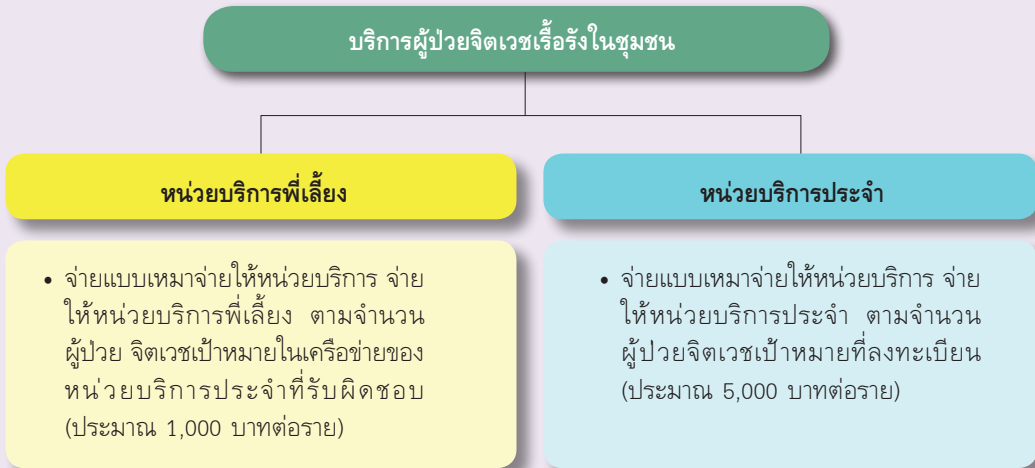 บริการผู้ป่วยจิตเวชเรื้อรังในชุมชน
หน่วยบริการพี่เลี้ยง
• จ่ายแบบเหมาจ่ายให้หน่วยบริการ จ่าย
ให้หน่วยบริการพี่เลี้ยง ตามจำนวน
ผู้ป่วย จิตเวชเป้าหมายในเครือข่ายของ
หน่วยบริการประจำที่รับผิดชอบ
(ประมาณ 1,000 บาทต่อราย)
หน่วยบริการประจำ
• จ่ายแบบเหมาจ่ายให้หน่วยบริการ จ่าย
ให้หน่วยบริการประจำ ตามจำนวน
ผู้ป่วยจิตเวชเป้าหมายที่ลงทะเบียน
(ประมาณ 5,000 บาทต่อราย)